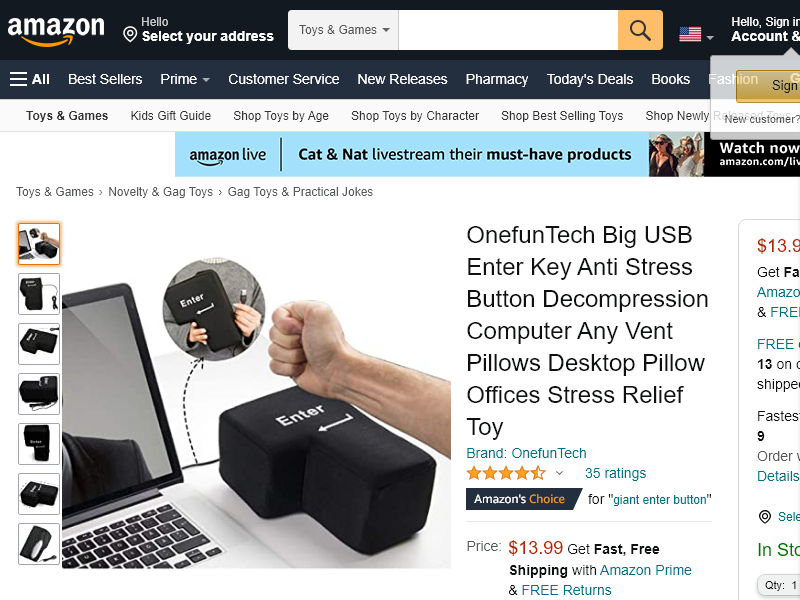 amazon
Hello
Select your address
Toys & Games
Hello, Sign in
Account &
All
Best Sellers
Prime
Customer Service
New Releases
Pharmacy
Today's Deals
Books
Fashion
Sign
New customer?
Toys & Games
Kids Gift Guide
Shop Toys by Age
Shop Toys by Character
Shop Best Selling Toys
Shop Newly
amazon live
Cat & Nat livestream their must-have products
Watch now
amazon.com/liv
Toys & Games › Novelty & Gag Toys › Gag Toys & Practical Jokes
Enter
Enter
OnefunTech Big USB
Enter Key Anti Stress
Button Decompression
Computer Any Vent
Pillows Desktop Pillow
Offices Stress Relief
Toy
Brand: OnefunTech
35 ratings
Amazon's Choice for "giant enter button"
Price: $13.99 Get Fast, Free
Shipping with Amazon Prime
& FREE Returns
$13.9
Get Fa
Amazo
& FREE
FREE
13 on
shippe
Fastes
9
Order w
Details
Sele
In Sto
Qty: 1